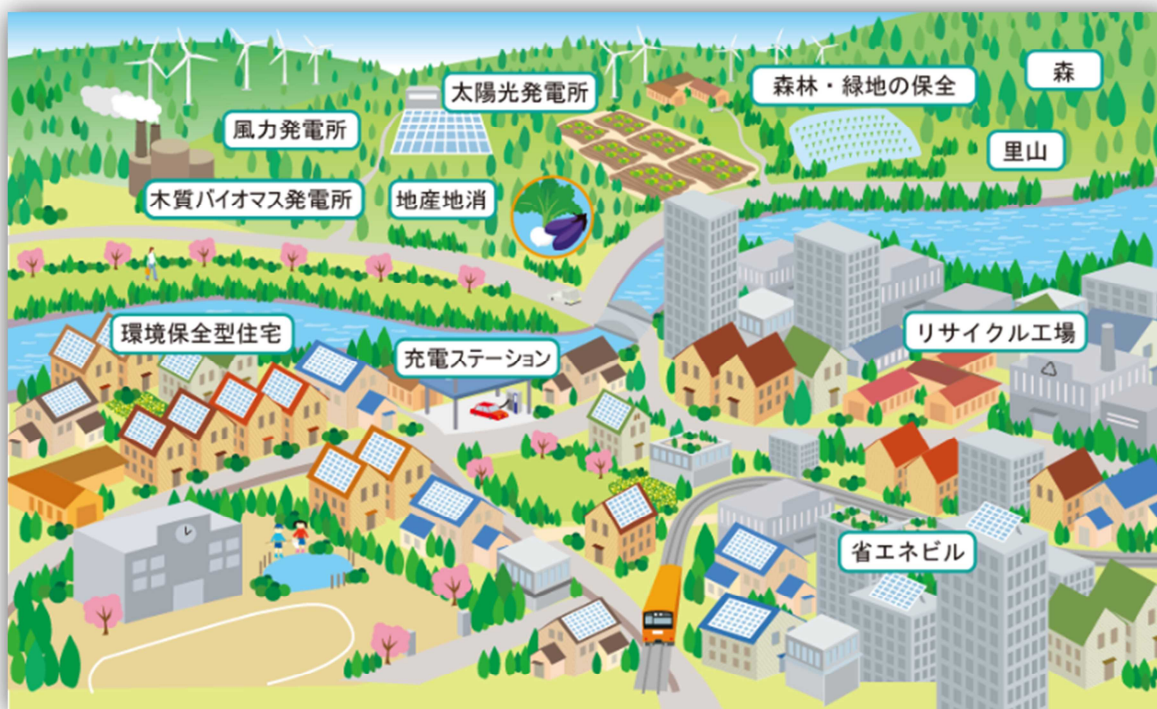 森
太陽光発電所
森林・緑地の保全
風力発電所
里山
木質バイオマス発電所
地産地消
環境保全型住宅
充電ステーション
リサイクル工場
省エネビル